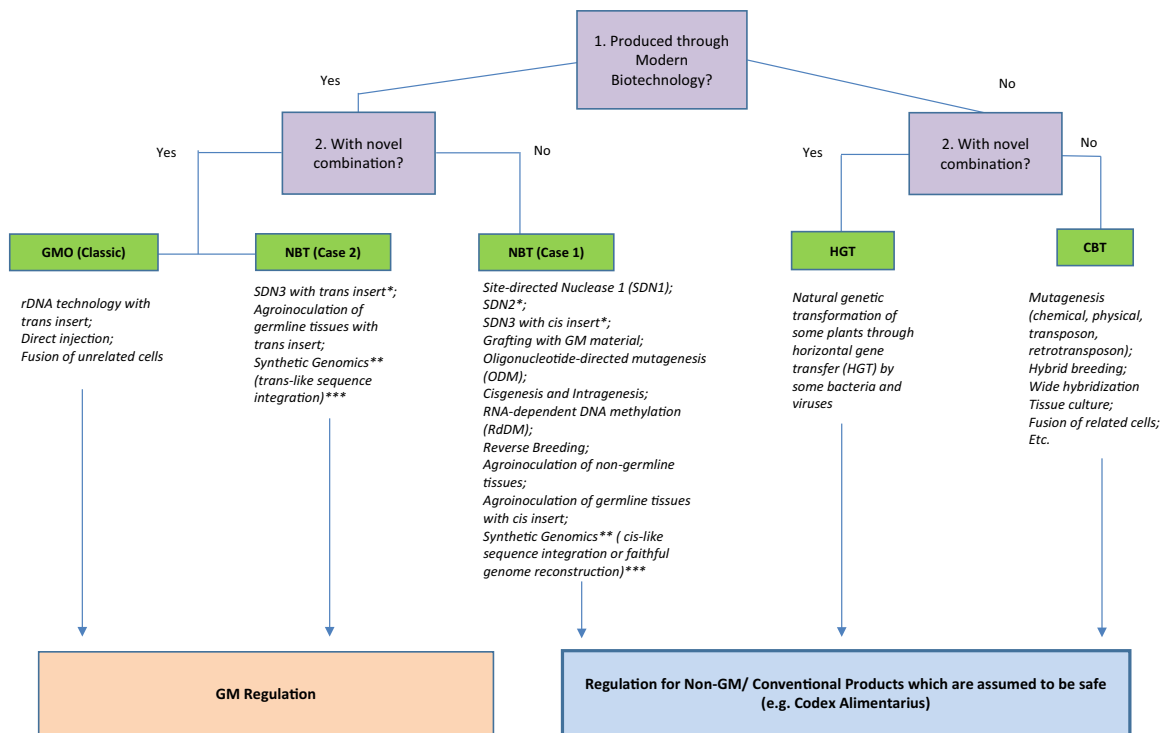 1. Produced through
Modern
Biotechnology?
Yes
No
2. With novel
combination?
Yes
No
2. With novel
combination?
Yes
No
GMO (Classic)
rDNA technology with
trans insert;
Direct injection;
Fusion of unrelated cells
NBT (Case 2)
SDN3 with trans insert*;
Agroinoculation of
germline tissues with
trans insert;
Synthetic Genomics**
(trans-like sequence
integration)***
NBT (Case 1)
Site-directed Nuclease 1 (SDN1);
SDN2*;
SDN3 with cis insert*;
Grafting with GM material;
Oligonucleotide-directed mutagenesis
(ODM);
Cisgenesis and Intragenesis;
RNA-dependent DNA methylation
(RdDM);
Reverse Breeding;
Agroinoculation of non-germline
tissues;
Agroinoculation of germline tissues
with cis insert;
Synthetic Genomics** ( cis-like
sequence integration or faithful
genome reconstruction)***
HGT
Natural genetic
transformation of
some plants through
horizontal gene
transfer (HGT) by
some bacteria and
viruses
CBT
Mutagenesis
(chemical, physical,
transposon,
retrotransposon);
Hybrid breeding;
Wide hybridization
Tissue culture;
Fusion of related cells;
Etc.
GM Regulation
Regulation for Non-GM/ Conventional Products which are assumed to be safe
(e.g. Codex Alimentarius)